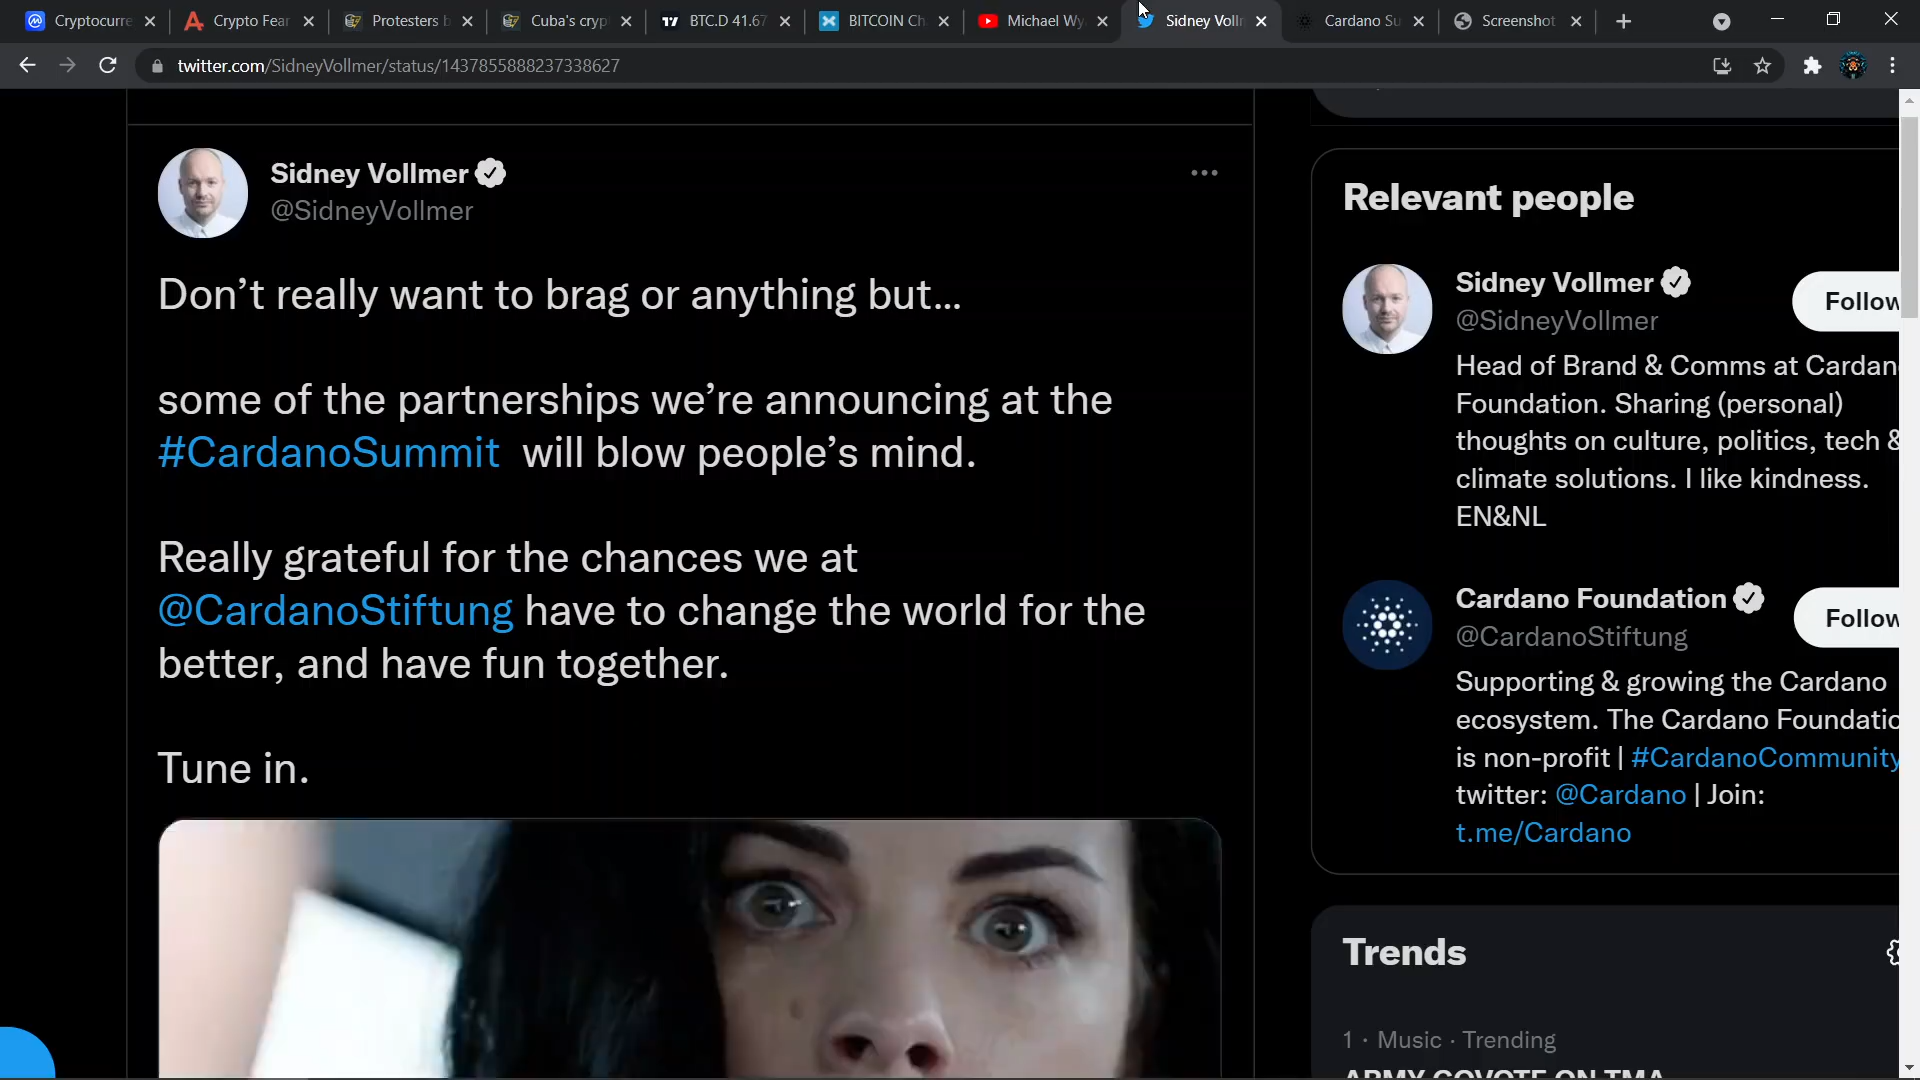 Cryptocurre
Crypto Fear
Protesters b
Cuba's cryp
BTC.D 41.67
BITCOIN Ch
Michael Wy
Sidney Vollr
Cardano Su
Screenshot
twitter.com/SidneyVollmer/status/1437855888237338627
Sidney Vollmer
@SidneyVollmer
Don’t really want to brag or anything but...
some of the partnerships we’re announcing at the
#CardanoSummit will blow people’s mind.
Really grateful for the chances we at
@CardanoStiftung have to change the world for the
better, and have fun together.
Tune in.
Relevant people
Sidney Vollmer
@SidneyVollmer
Follow
Head of Brand & Comms at Cardan
Foundation. Sharing (personal)
thoughts on culture, politics, tech &
climate solutions. I like kindness.
EN&NL
Cardano Foundation
@CardanoStiftung
Follow
Supporting & growing the Cardano
ecosystem. The Cardano Foundatic
is non-profit | #CardanoCommunity
twitter: @Cardano | Join:
t.me/Cardano
Trends
1 · Music · Trending
ARMY COYOTE ON TMA